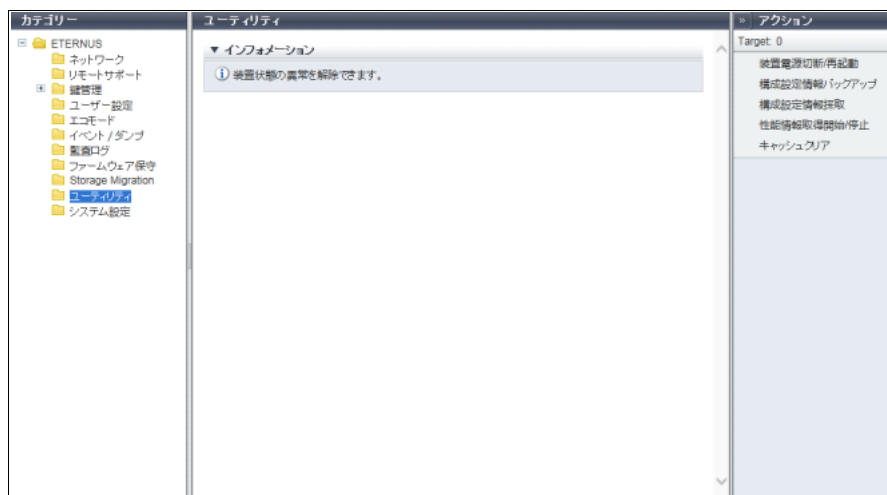 カテゴリー
ETERNUS
ネットワーク
リモートサポート
鍵管理
ユーザー設定
エコモード
イベント / ダンプ
監査ログ
ファームウェア保守
Storage Migration
ユーティリティ
システム設定
ユーティリティ
▼ インフォメーション
装置状態の異常を解除できます。
» アクション
Target: 0
装置電源切断/再起動
構成設定情報バックアップ
構成設定情報採取
性能情報取得開始/停止
キャッシュクリア